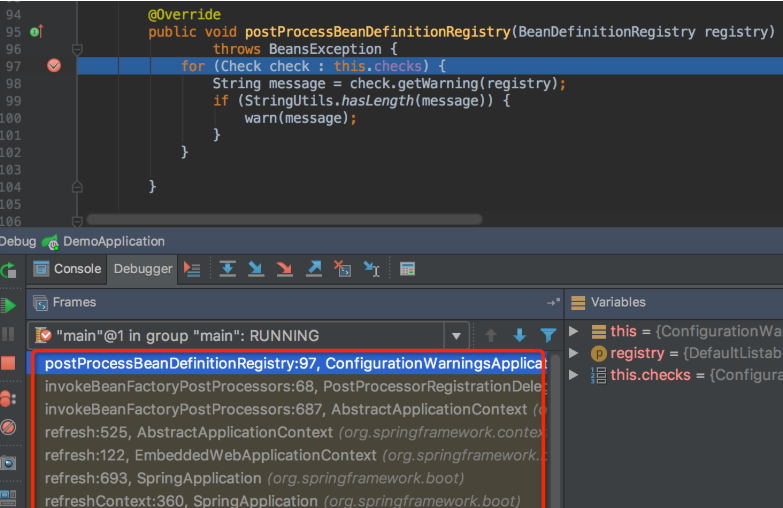 94
@Override
95 public void postProcessBeanDefinitionRegistry(BeanDefinitionRegistry registry)
96 throws BeansException {
97 for (Check check : this.checks) {
98 String message = check.getWarning(registry);
99 if (StringUtils.hasLength(message)) {
100 warn(message);
101 }
102 }
103
104 }
105
106
Debug DemoApplication
Console Debugger
Frames
Variables
"main"@1 in group "main": RUNNING
this = {ConfigurationWa
registry = {DefaultListab
this.checks = {Configura
postProcessBeanDefinitionRegistry:97, ConfigurationWarningsApplicat
invokeBeanFactoryPostProcessors:68, PostProcessorRegistrationDeleg
invokeBeanFactoryPostProcessors:687, AbstractApplicationContext (o
refresh:525, AbstractApplicationContext (org.springframework.context
refresh:122, EmbeddedWebApplicationContext (org.springframework.
refresh:693, SpringApplication (org.springframework.boot)
refreshContext:360, SpringApplication (org.springframework.boot)